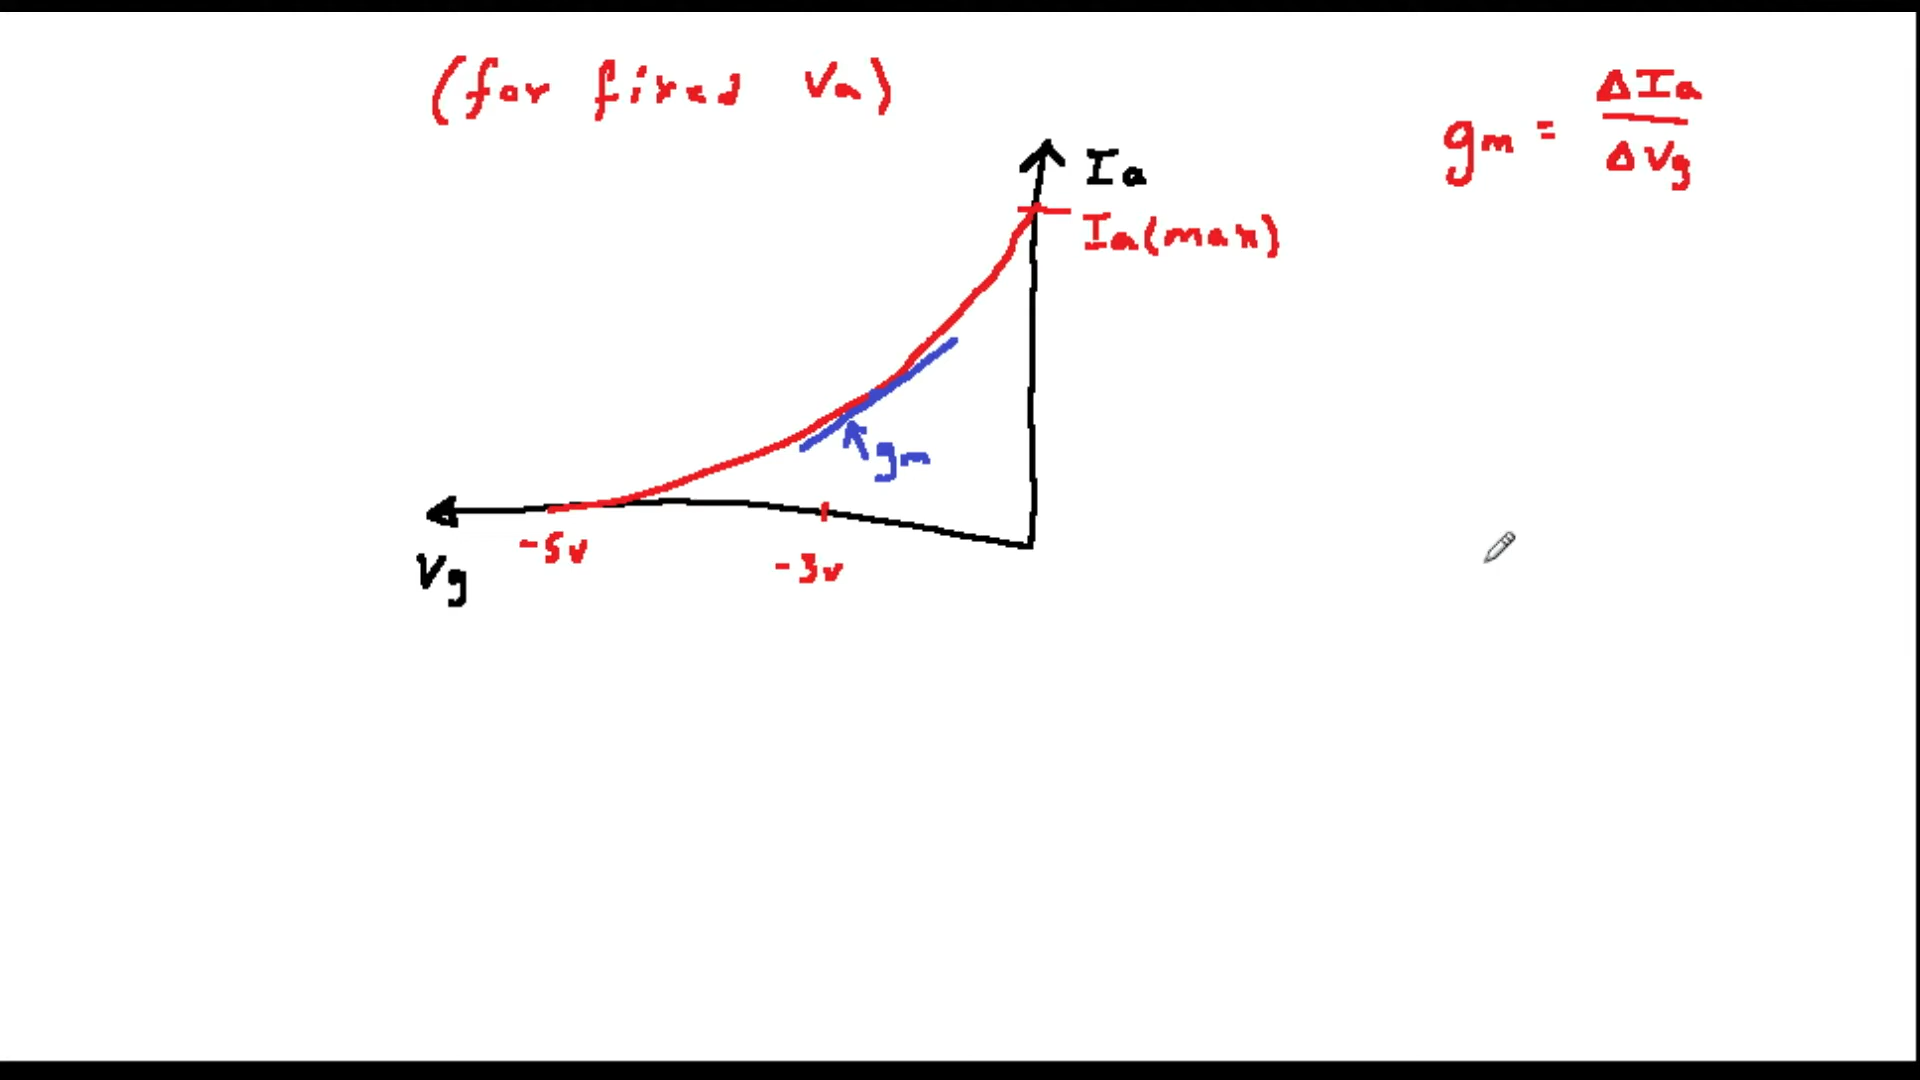 (for fixed Va)
gm = ΔIa / ΔVg
Ia
Ia(max)
gm
-5v
-3v
Vg